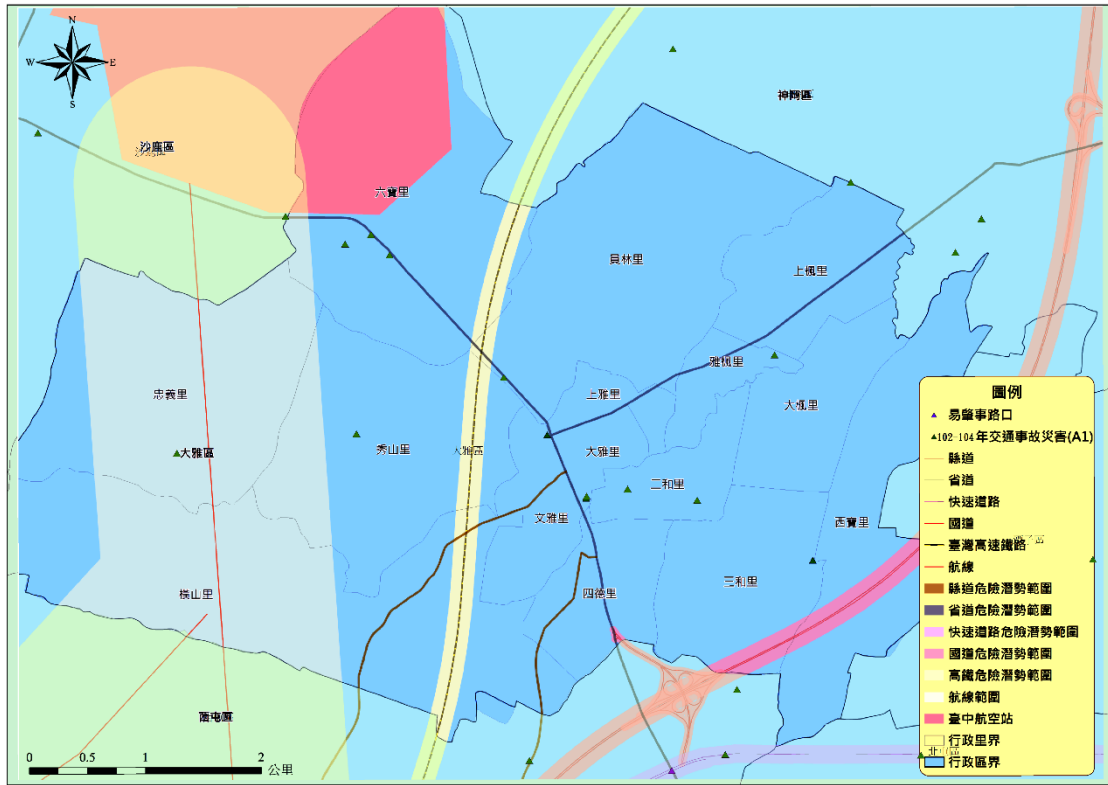 N
W
E
S
神岡區
沙鹿區
六寶里
員林里
上楓里
雅楓里
忠義里
上雅里
大楓里
大雅區
秀山里
大雅區
大雅里
二和里
文雅里
西寶里
橫山里
四德里
三和里
西屯區
0 0.5 1 2
公里
圖例
易肇事路口
102-104年交通事故災害(A1)
縣道
省道
快速道路
國道
臺灣高速鐵路
航線
縣道危險潛勢範圍
省道危險潛勢範圍
快速道路危險潛勢範圍
國道危險潛勢範圍
高鐵危險潛勢範圍
航線範圍
臺中航空站
行政里界
行政區界